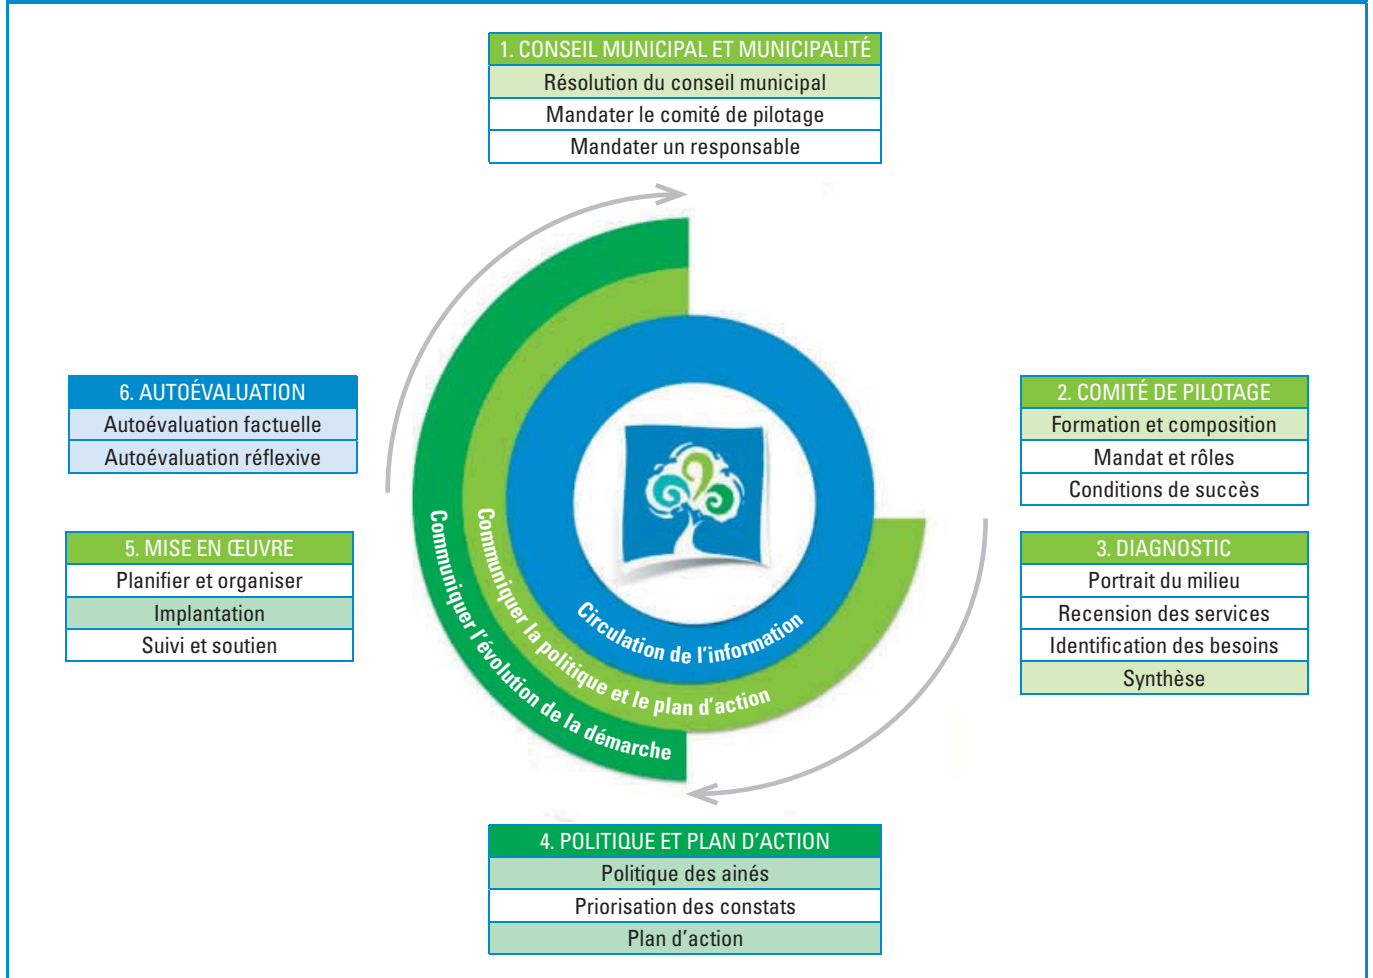 1. CONSEIL MUNICIPAL ET MUNICIPALITÉ
Résolution du conseil municipal
Mandater le comité de pilotage
Mandater un responsable
2. COMITÉ DE PILOTAGE
Formation et composition
Mandat et rôles
Conditions de succès
3. DIAGNOSTIC
Portrait du milieu
Recension des services
Identification des besoins
Synthèse
4. POLITIQUE ET PLAN D’ACTION
Politique des ainés
Priorisation des constats
Plan d’action
5. MISE EN ŒUVRE
Planifier et organiser
Implantation
Suivi et soutien
6. AUTOÉVALUATION
Autoévaluation factuelle
Autoévaluation réflexive
Circulation de l’information
Communiquer la politique et le plan d’action
Communiquer l’évolution de la démarche